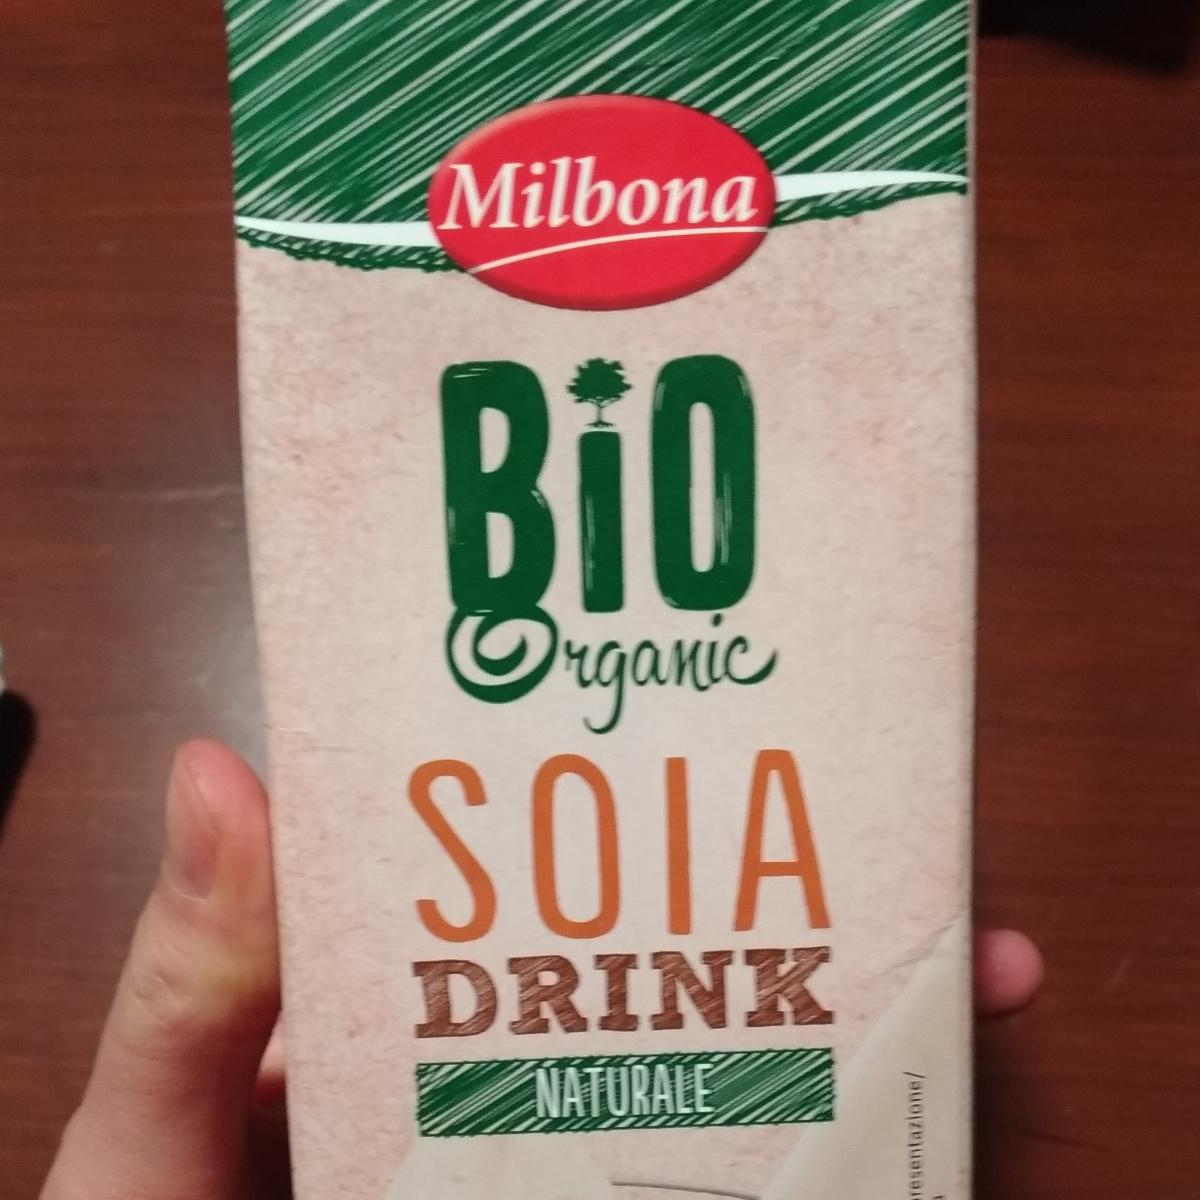 Milbona
BiO
Organic
SOIA
DRINK
NATURALE